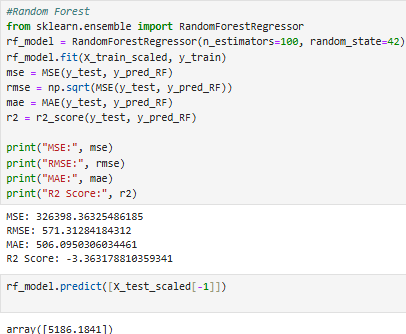 #Random Forest
from sklearn.ensemble import RandomForestRegressor
rf_model = RandomForestRegressor(n_estimators=100, random_state=42)
rf_model.fit(X_train_scaled, y_train)
mse = MSE(y_test, y_pred_RF)
rmse = np.sqrt(MSE(y_test, y_pred_RF))
mae = MAE(y_test, y_pred_RF)
r2 = r2_score(y_test, y_pred_RF)
print("MSE:", mse)
print("RMSE:", rmse)
print("MAE:", mae)
print("R2 Score:", r2)
MSE: 326398.36325486185
RMSE: 571.31284184312
MAE: 506.0950306034461
R2 Score: -3.363178810359341
rf_model.predict([X_test_scaled[-1]])
array([5186.1841])